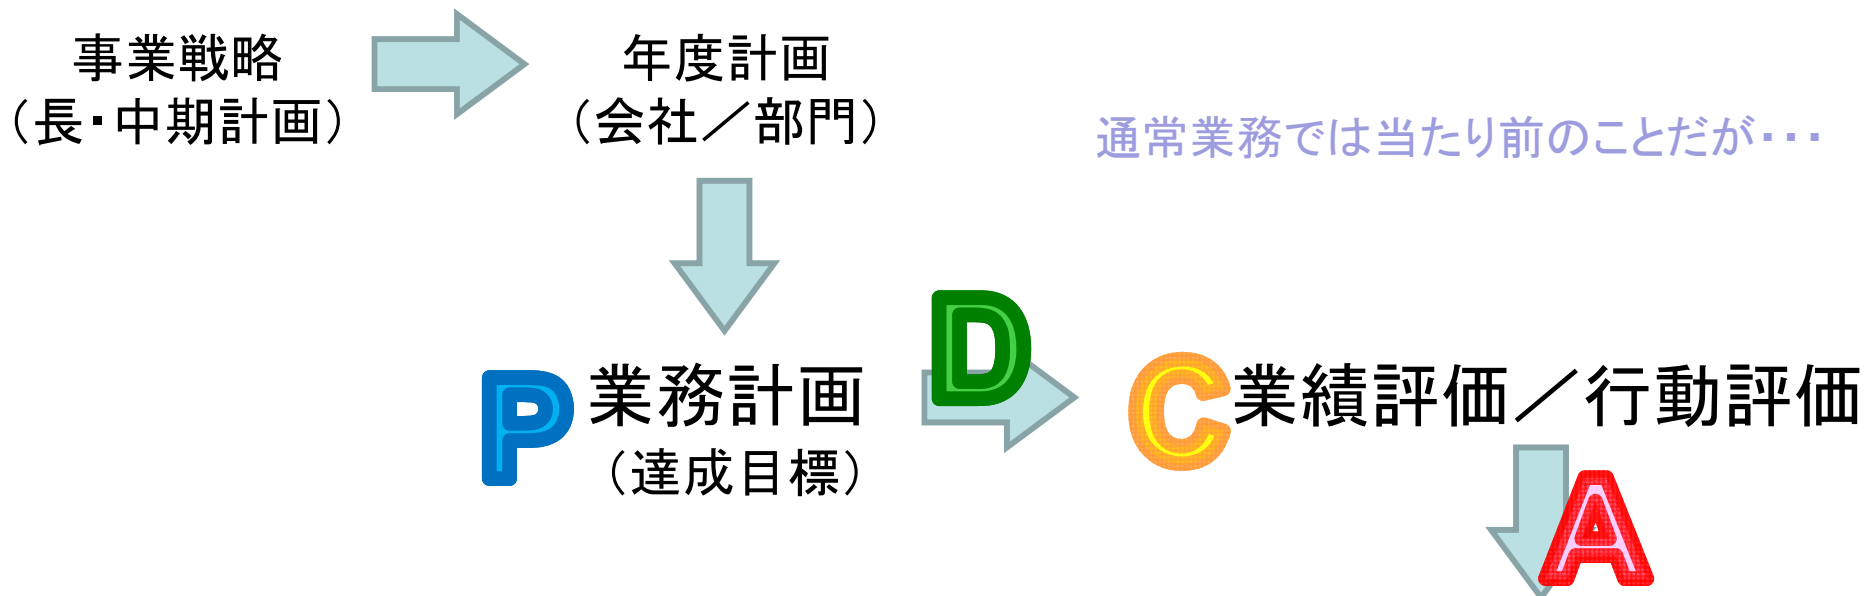 事業戦略
（長・中期計画）
年度計画
（会社／部門）
通常業務では当たり前のことだが・・・
P
業務計画
（達成目標）
D
C
業績評価／行動評価
A